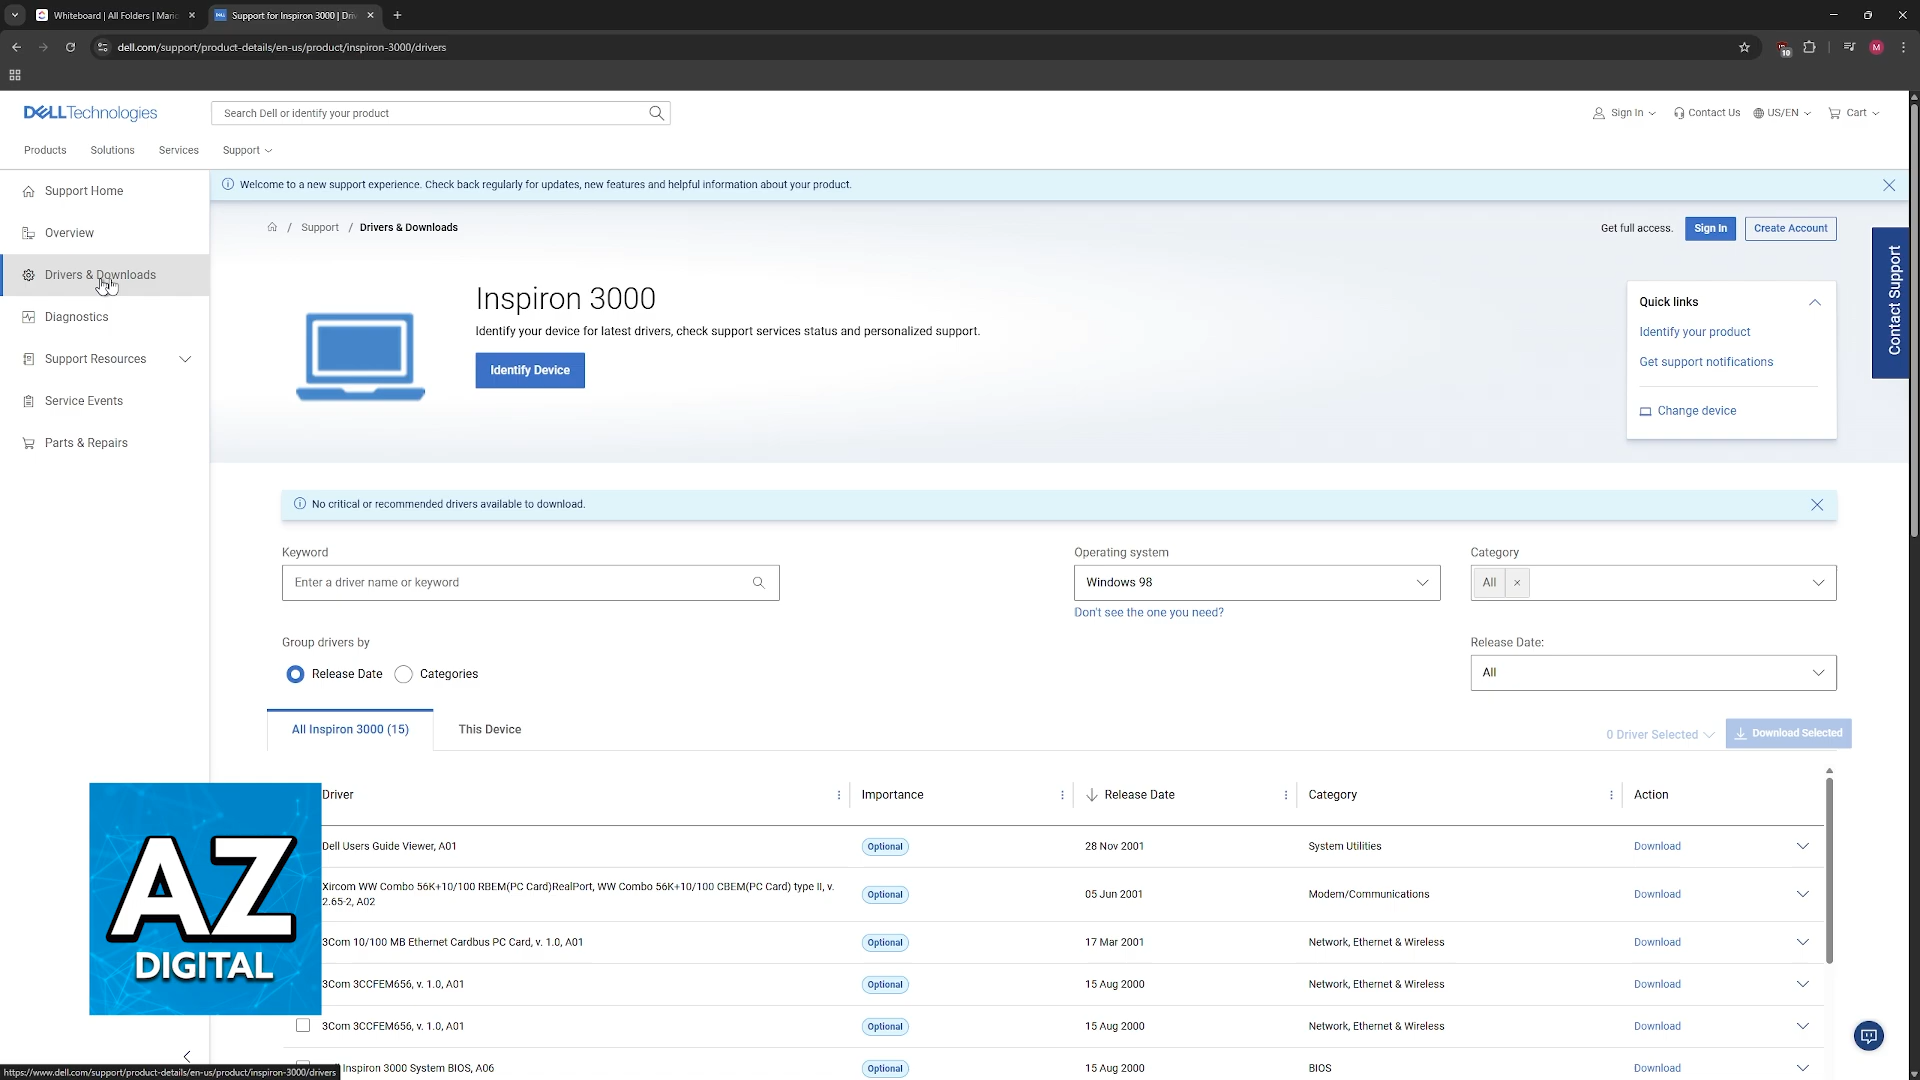 Whiteboard | All Folders | Maric
Support for Inspiron 3000 | Dri
dell.com/support/product-details/en-us/product/inspiron-3000/drivers
10
M
DELLTechnologies
Search Dell or identify your product
Sign In
Contact Us
US/EN
Cart
Products
Solutions
Services
Support
Support Home
Overview
Drivers & Downloads
Diagnostics
Support Resources
Service Events
Parts & Repairs
Welcome to a new support experience. Check back regularly for updates, new features and helpful information about your product.
/ Support / Drivers & Downloads
Get full access.
Sign In
Create Account
Inspiron 3000
Identify your device for latest drivers, check support services status and personalized support.
Identify Device
Quick links
Identify your product
Get support notifications
Change device
Contact Support
No critical or recommended drivers available to download.
Keyword
Enter a driver name or keyword
Operating system
Windows 98
Don't see the one you need?
Category
All
Group drivers by
Release Date
Categories
Release Date:
All
All Inspiron 3000 (15)
This Device
0 Driver Selected
Download Selected
Driver
Importance
Release Date
Category
Action
Dell Users Guide Viewer, A01
Optional
28 Nov 2001
System Utilities
Download
Xircom WW Combo 56K+10/100 RBEM(PC Card)RealPort, WW Combo 56K+10/100 CBEM(PC Card) type II, v.
2.65-2, A02
Optional
05 Jun 2001
Modem/Communications
Download
3Com 10/100 MB Ethernet Cardbus PC Card, v. 1.0, A01
Optional
17 Mar 2001
Network, Ethernet & Wireless
Download
3Com 3CCFEM656, v. 1.0, A01
Optional
15 Aug 2000
Network, Ethernet & Wireless
Download
3Com 3CCFEM656, v. 1.0, A01
Optional
15 Aug 2000
Network, Ethernet & Wireless
Download
Inspiron 3000 System BIOS, A06
Optional
15 Aug 2000
BIOS
Download
AZ
DIGITAL
https://www.dell.com/support/product-details/en-us/product/inspiron-3000/drivers